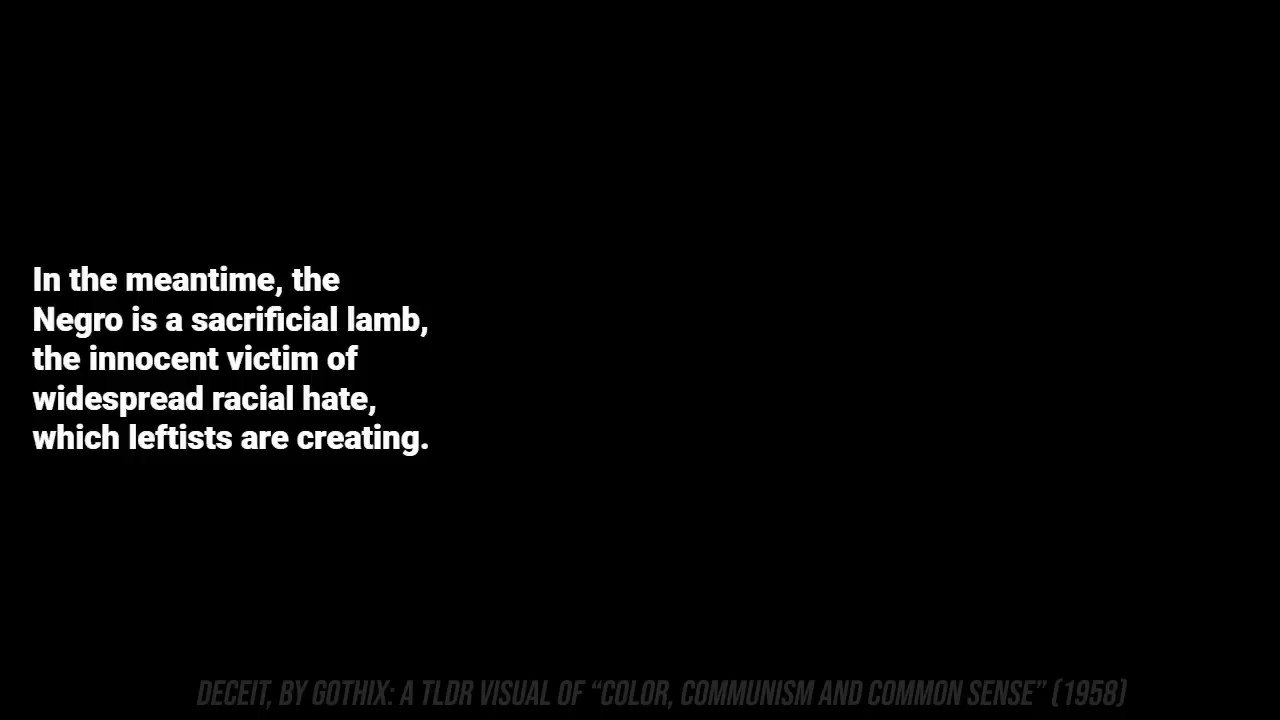 In the meantime, the
Negro is a sacrificial lamb,
the innocent victim of
widespread racial hate,
which leftists are creating.
DECEIT, BY GOTHIX: A TLDR VISUAL OF “COLOR, COMMUNISM AND COMMON SENSE” (1958)